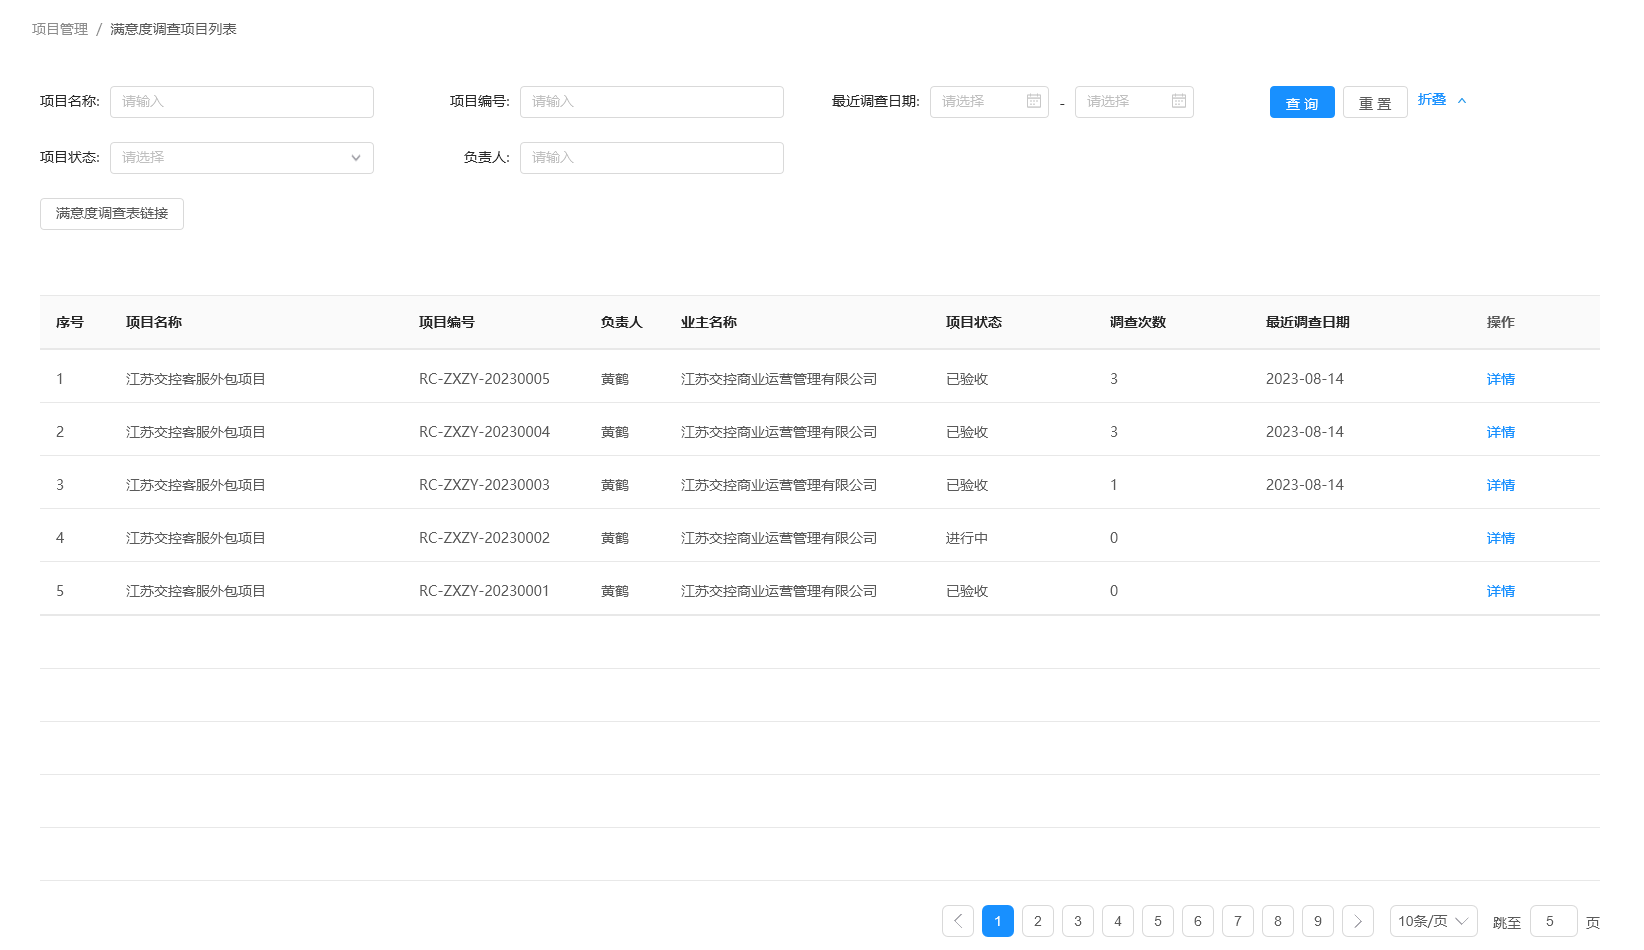 项目管理 / 满意度调查项目列表
项目名称: 请输入 项目编号: 请输入 最近调查日期: 请选择 - 请选择 查 询 重 置 折叠
项目状态: 请选择 负责人: 请输入
满意度调查表链接
序号 项目名称 项目编号 负责人 业主名称 项目状态 调查次数 最近调查日期 操作
1 江苏交控客服外包项目 RC-ZXZY-20230005 黄鹤 江苏交控商业运营管理有限公司 已验收 3 2023-08-14 详情
2 江苏交控客服外包项目 RC-ZXZY-20230004 黄鹤 江苏交控商业运营管理有限公司 已验收 3 2023-08-14 详情
3 江苏交控客服外包项目 RC-ZXZY-20230003 黄鹤 江苏交控商业运营管理有限公司 已验收 1 2023-08-14 详情
4 江苏交控客服外包项目 RC-ZXZY-20230002 黄鹤 江苏交控商业运营管理有限公司 进行中 0 详情
5 江苏交控客服外包项目 RC-ZXZY-20230001 黄鹤 江苏交控商业运营管理有限公司 已验收 0 详情
1 2 3 4 5 6 7 8 9 10条/页 跳至 5 页